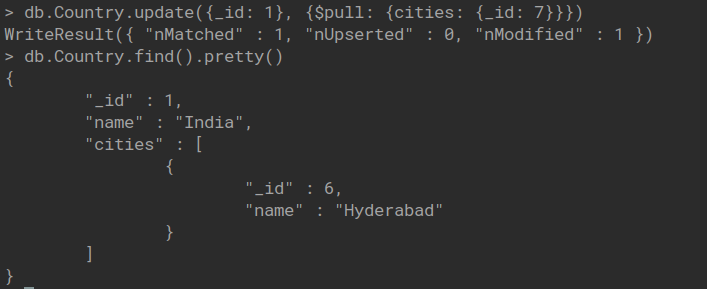 > db.Country.update({_id: 1}, {$pull: {cities: {_id: 7}}})
WriteResult({ "nMatched" : 1, "nUpserted" : 0, "nModified" : 1 })
> db.Country.find().pretty()
{
        "_id" : 1,
        "name" : "India",
        "cities" : [
                {
                        "_id" : 6,
                        "name" : "Hyderabad"
                }
        ]
}